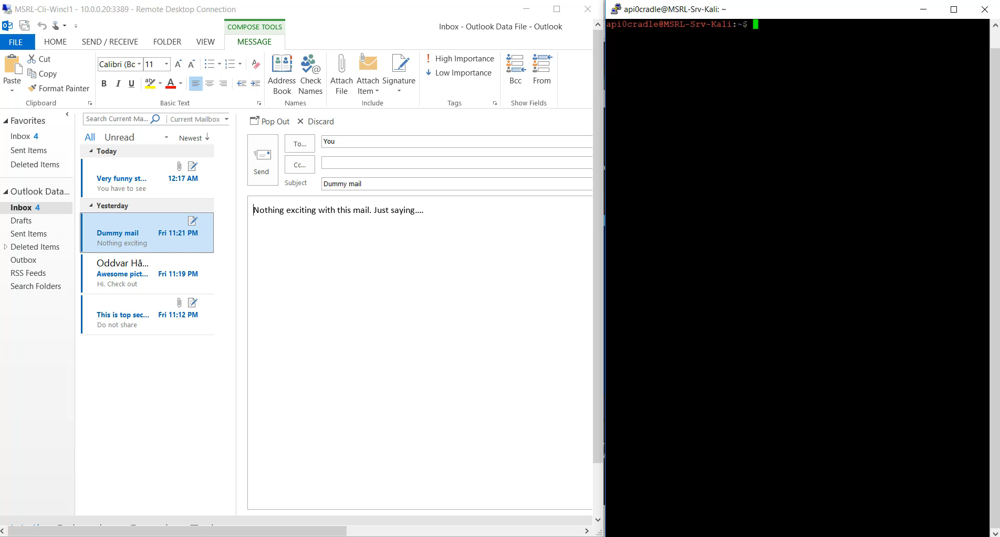 MSRL-Cli-Wincl1 - 10.0.0.20:3389 - Remote Desktop Connection
COMPOSE TOOLS
Inbox - Outlook Data File - Outlook
FILE HOME SEND / RECEIVE FOLDER VIEW MESSAGE
Paste
Cut
Copy
Format Painter
Clipboard
Calibri (Bc 11
B I U ab A
Basic Text
Address Book
Check Names
Names
Attach File
Attach Item
Signature
Include
High Importance
Low Importance
Tags
Bcc
From
Show Fields
Favorites
Inbox 4
Sent Items
Deleted Items
Outlook Data...
Inbox 4
Drafts
Sent Items
Deleted Items
Outbox
RSS Feeds
Search Folders
Search Current Ma... Current Mailbox
All Unread Newest
Today
Very funny st... 12:17 AM
You have to see
Yesterday
Dummy mail Fri 11:21 PM
Nothing exciting
Oddvar Hå...
Awesome pict... Fri 11:19 PM
Hi. Check out
This is top sec... Fri 11:12 PM
Do not share
Pop Out Discard
Send
To... You
Cc...
Subject Dummy mail
Nothing exciting with this mail. Just saying....
api0cradle@MSRL-Srv-Kali: ~
api0cradle@MSRL-Srv-Kali:~$